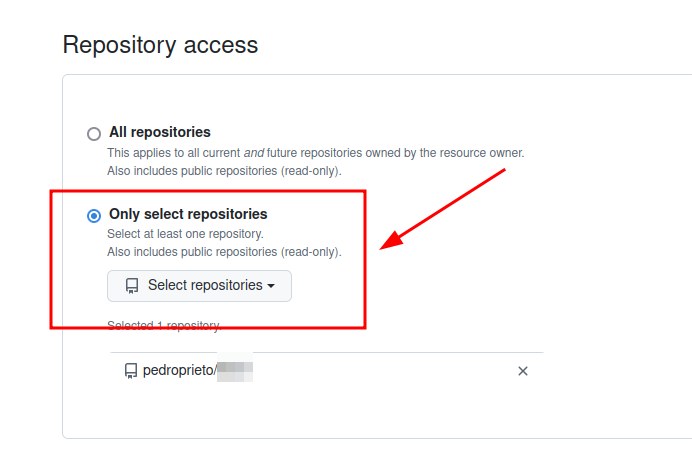 Repository access
All repositories
This applies to all current and future repositories owned by the resource owner.
Also includes public repositories (read-only).
Only select repositories
Select at least one repository.
Also includes public repositories (read-only).
Select repositories
Selected 1 repository.
pedroprieto/